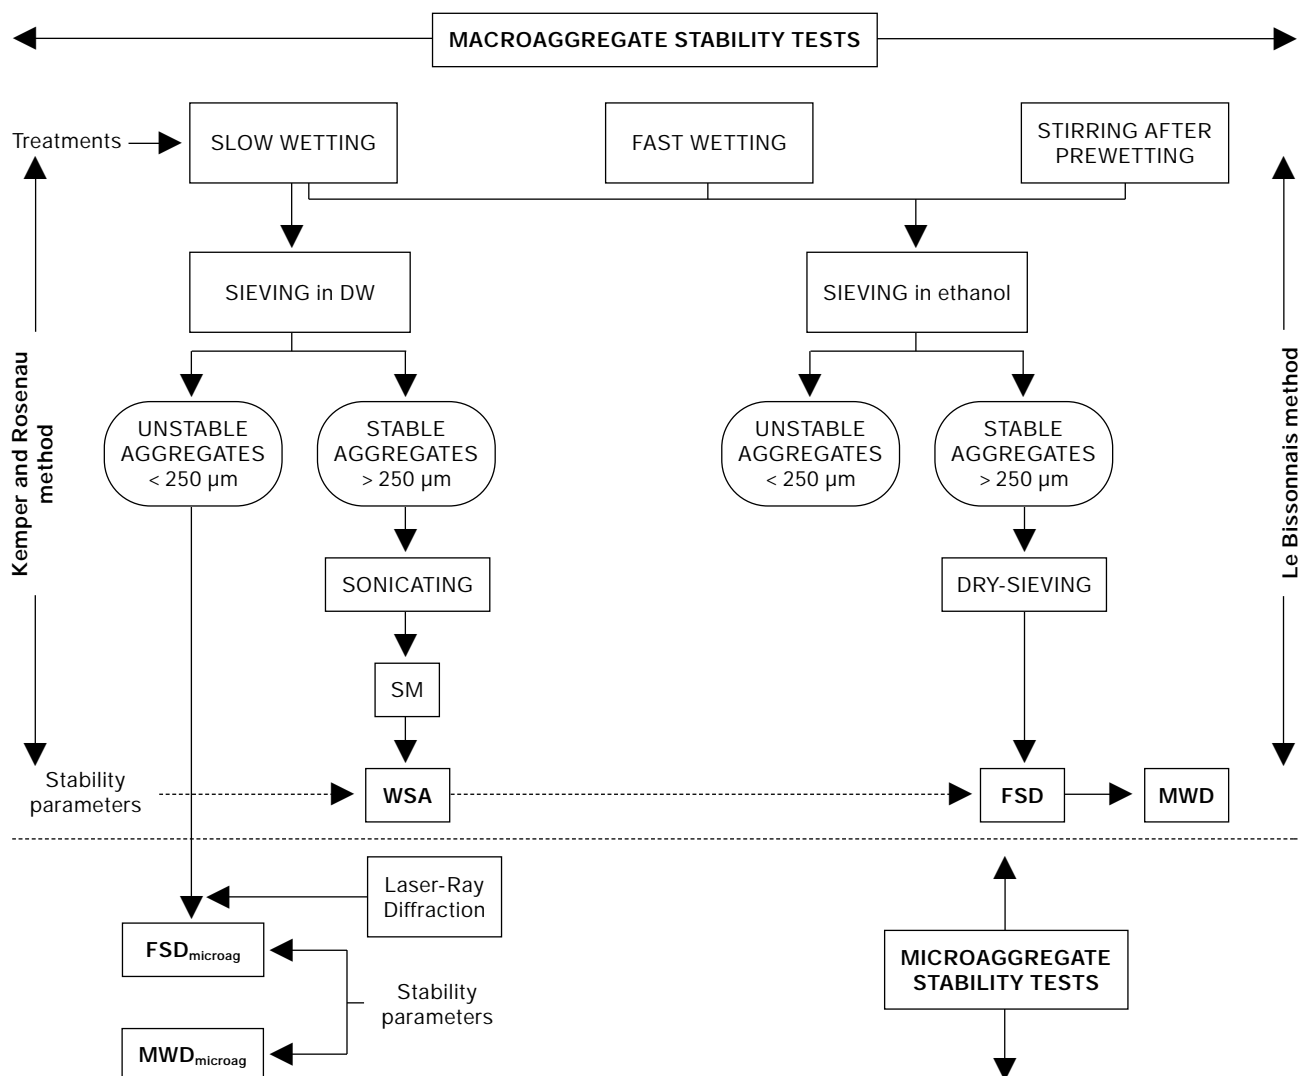 MACROAGGREGATE STABILITY TESTS
Treatments
SLOW WETTING
FAST WETTING
STIRRING AFTER
PREWETTING
SIEVING in DW
SIEVING in ethanol
Kemper and Rosenau
method
Le Bissonnais method
UNSTABLE
AGGREGATES
< 250 µm
STABLE
AGGREGATES
> 250 µm
UNSTABLE
AGGREGATES
< 250 µm
STABLE
AGGREGATES
> 250 µm
SONICATING
DRY-SIEVING
SM
Stability
parameters
WSA
FSD
MWD
Laser-Ray
Diffraction
FSDmicroag
MICROAGGREGATE
STABILITY TESTS
Stability
parameters
MWDmicroag